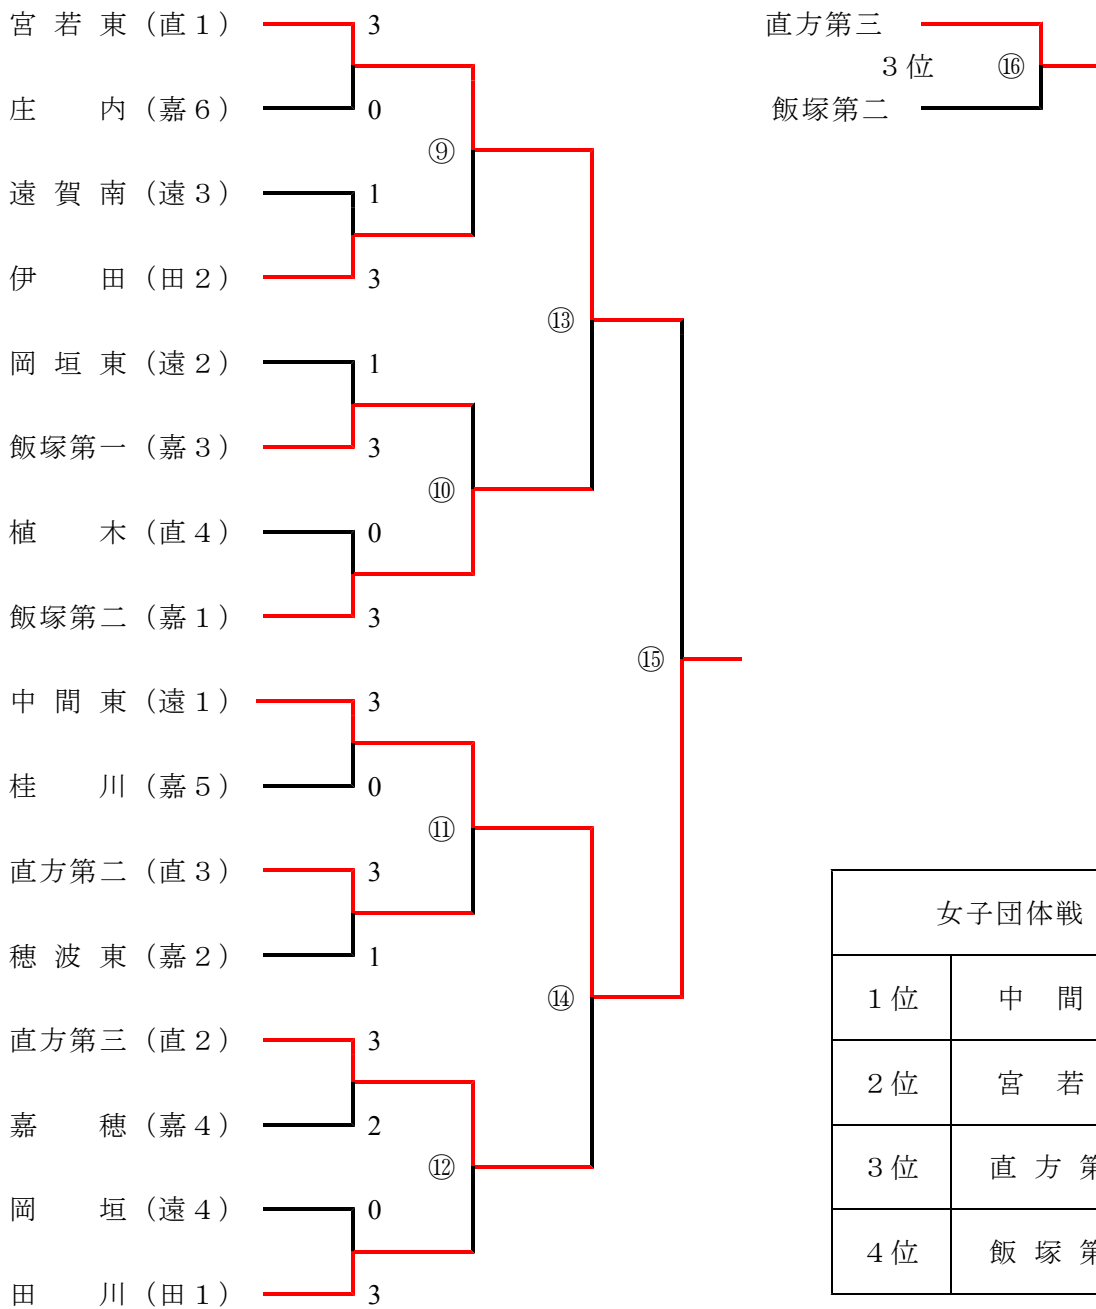 宮若東（直１） 3
庄　内（嘉６） 0
⑨
遠賀南（遠３） 1
伊　田（田２） 3
⑬
岡垣東（遠２） 1
飯塚第一（嘉３） 3
⑩
植　木（直４） 0
飯塚第二（嘉１） 3
⑮
中間東（遠１） 3
桂　川（嘉５） 0
⑪
直方第二（直３） 3
穂波東（嘉２） 1
⑭
直方第三（直２） 3
嘉　穂（嘉４） 2
⑫
岡　垣（遠４） 0
田　川（田１） 3
直方第三
３位　⑯
飯塚第二
女子団体戦
１位　中　間
２位　宮　若
３位　直方第
４位　飯塚第